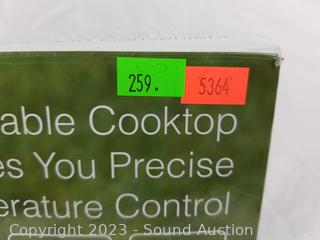 259.
5364
able Cooktop
es You Precise
erature Control
Copyright 2023 - Sound Auction